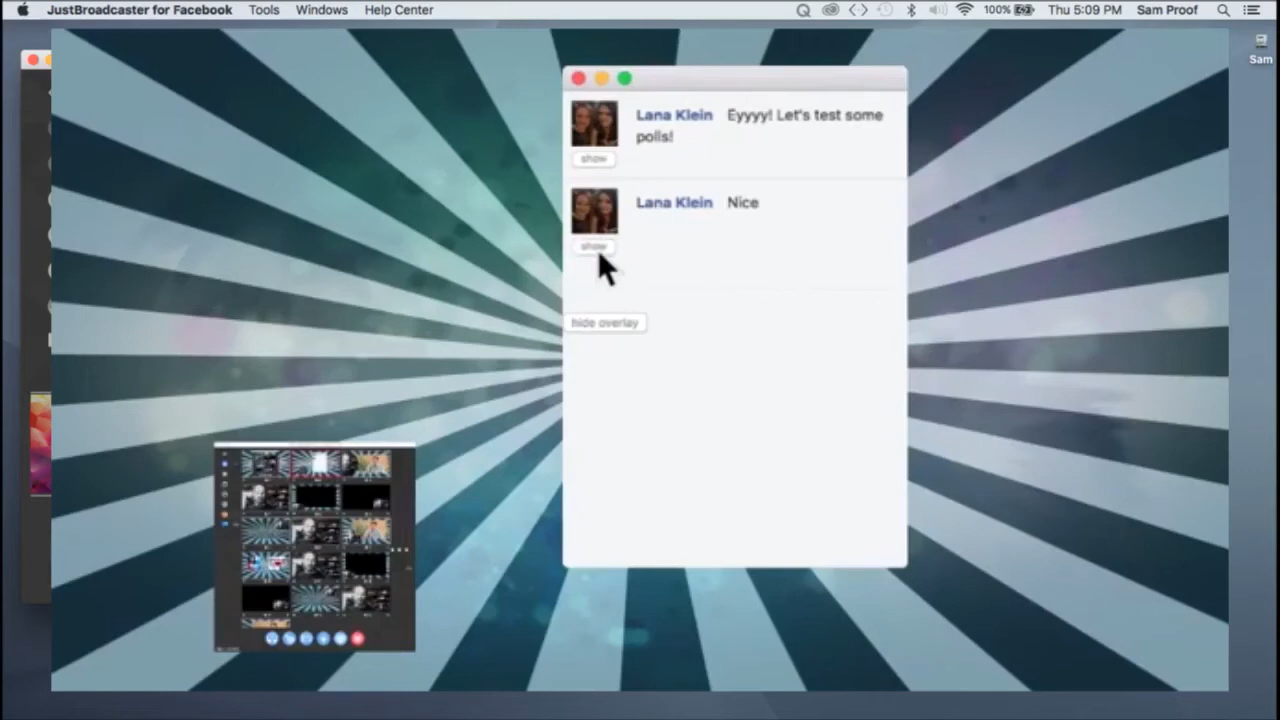 JustBroadcaster for Facebook Tools Windows Help Center 100% Thu 5:09 PM Sam Proof
Sam
Lana Klein Eyyyy! Let's test some
polls!
show
Lana Klein Nice
show
hide overlay